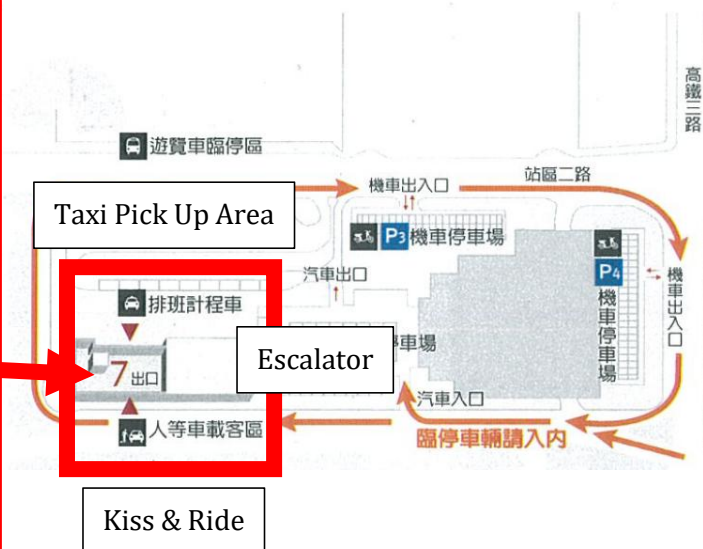 高鐵三路
遊覽車臨停區
站區二路
機車出入口
Taxi Pick Up Area
P3 機車停車場
P4
機車停車場
機車出入口
汽車出口
排班計程車
Escalator
車場
7 出口
汽車入口
人等車載客區
臨停車輛請入內
Kiss & Ride